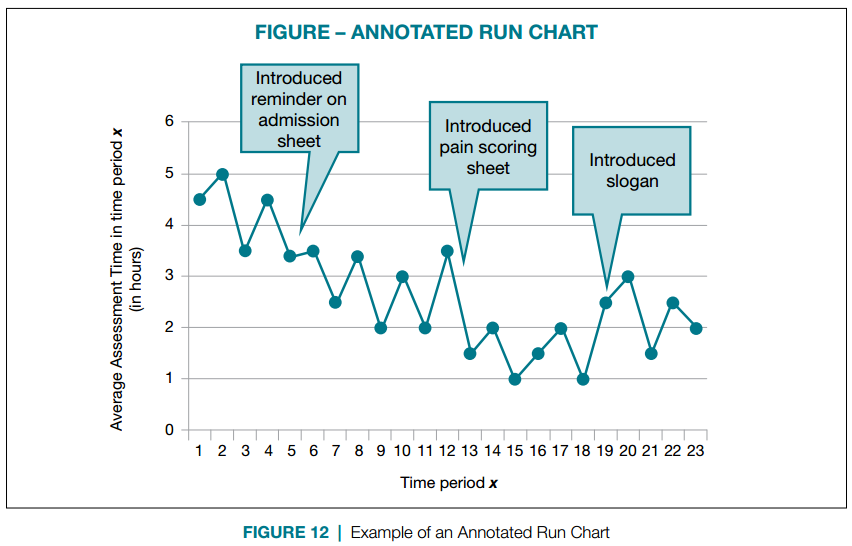 FIGURE – ANNOTATED RUN CHART
Introduced
reminder on
admission
sheet
Introduced
pain scoring
sheet
Introduced
slogan
Average Assessment Time in time period x
(in hours)
6
5
4
3
2
1
0
1 2 3 4 5 6 7 8 9 10 11 12 13 14 15 16 17 18 19 20 21 22 23
Time period x
FIGURE 12 | Example of an Annotated Run Chart